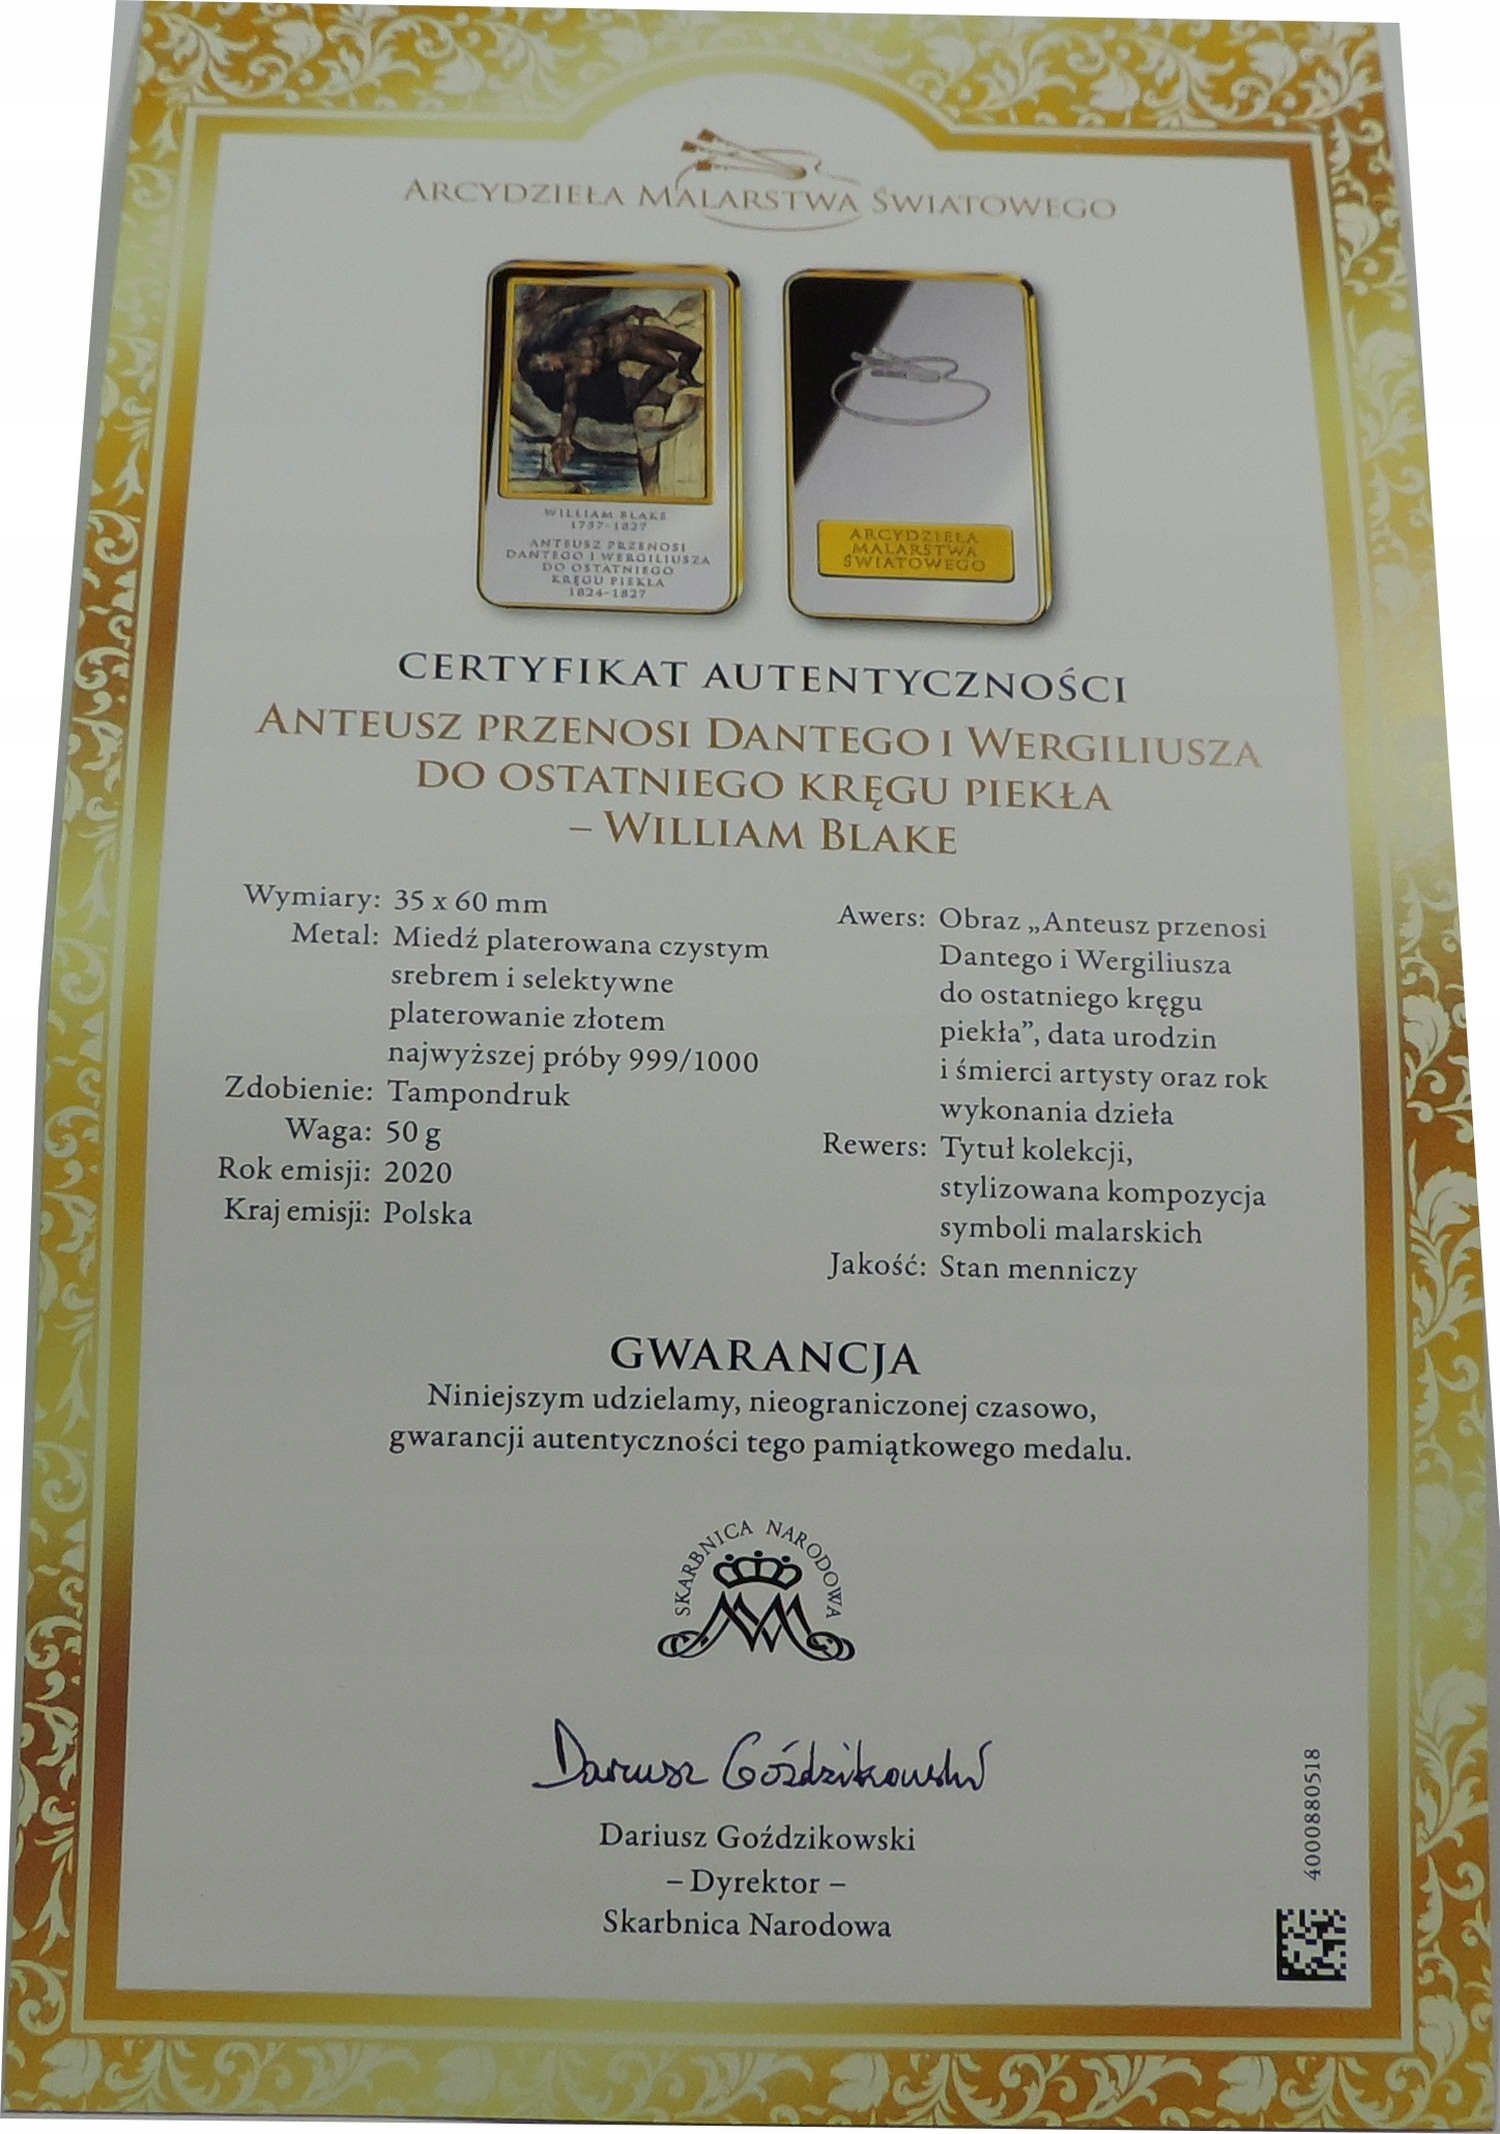 ARCYDZIEŁA MALARSTWA ŚWIATOWEGO
WILLIAM BLAKE
1757-1827
ANTEUSZ PRZENOSI
DANTEGO I WERGILIUSZA
DO OSTATNIEGO
KRĘGU PIEKŁA
1824-1827
ARCYDZIEŁA
MALARSTWA
ŚWIATOWEGO
CERTYFIKAT AUTENTYCZNOŚCI
ANTEUSZ PRZENOSI DANTEGO I WERGILIUSZA
DO OSTATNIEGO KRĘGU PIEKŁA
– WILLIAM BLAKE
Wymiary: 35 x 60 mm
Metal: Miedź platerowana czystym
srebrem i selektywne
platerowanie złotem
najwyższej próby 999/1000
Zdobienie: Tampondruk
Waga: 50 g
Rok emisji: 2020
Kraj emisji: Polska
Awers: Obraz „Anteusz przenosi
Dantego i Wergiliusza
do ostatniego kręgu
piekła”, data urodzin
i śmierci artysty oraz rok
wykonania dzieła
Rewers: Tytuł kolekcji,
stylizowana kompozycja
symboli malarskich
Jakość: Stan menniczy
GWARANCJA
Niniejszym udzielamy, nieograniczonej czasowo,
gwarancji autentyczności tego pamiątkowego medalu.
SKARBNICA NARODOWA
Dariusz Goździkowski
Dariusz Goździkowski
– Dyrektor –
Skarbnica Narodowa
4000880518